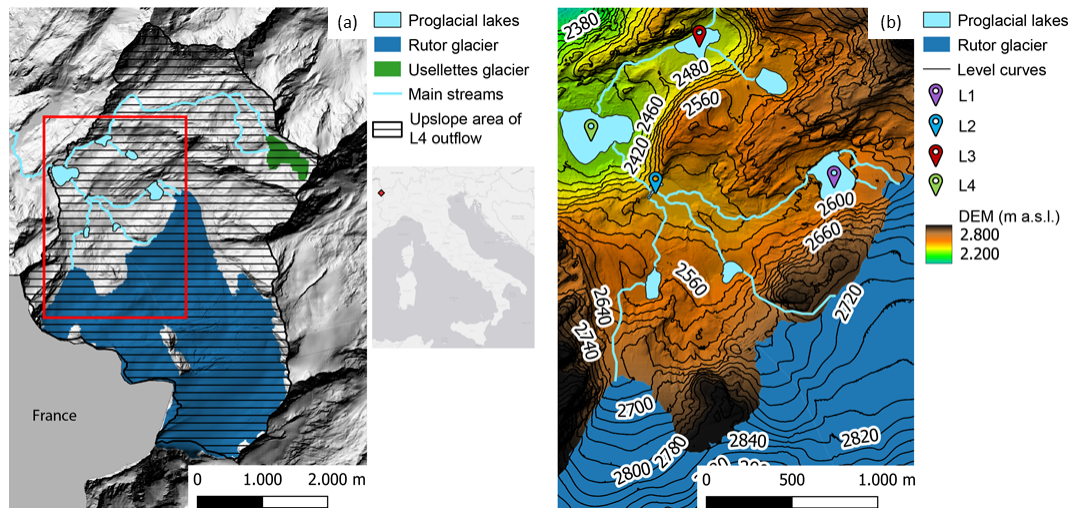 (a)
Proglacial lakes
Rutor glacier
Usellettes glacier
Main streams
Upslope area of
L4 outflow
France
0 1.000 2.000 m
(b)
Proglacial lakes
Rutor glacier
Level curves
L1
L2
L3
L4
DEM (m a.s.l.)
2.800
2.200
2380
2480
2460
2560
2420
2600
2660
2560
2640
2720
2740
2700
2840
2820
2780
2800
0 500 1.000 m